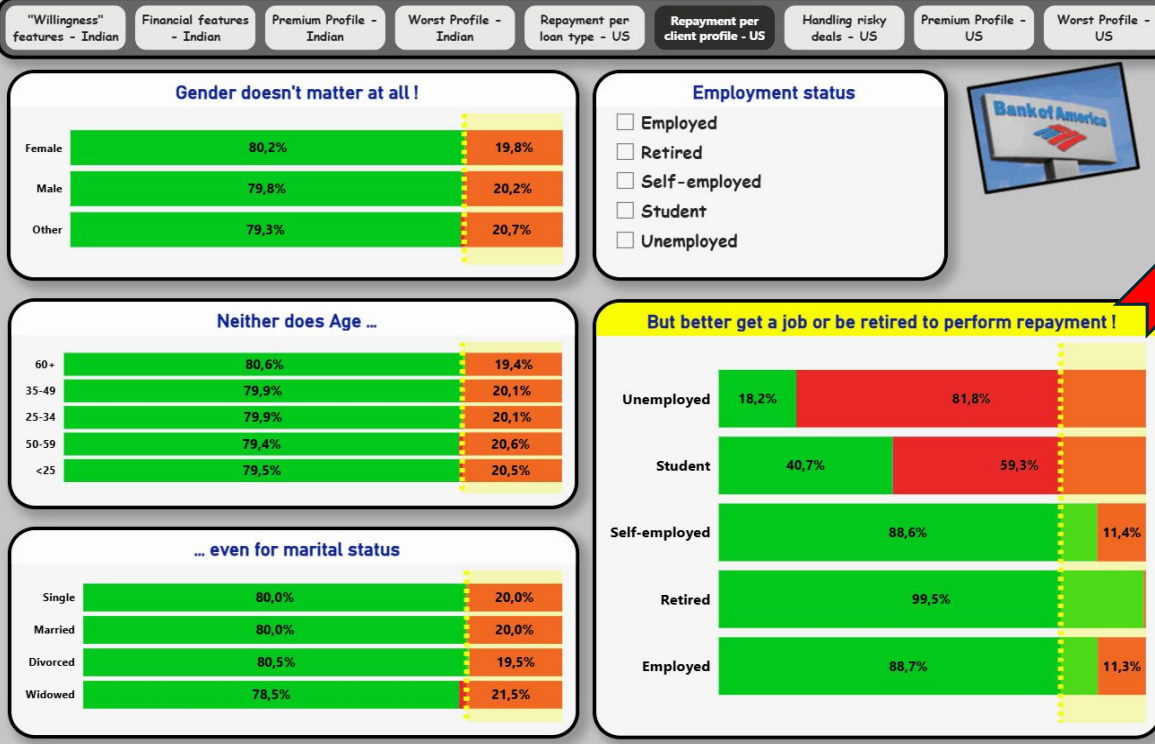 "Willingness"
features - Indian
Financial features
- Indian
Premium Profile -
Indian
Worst Profile -
Indian
Repayment per
loan type - US
Repayment per
client profile - US
Handling risky
deals - US
Premium Profile -
US
Worst Profile -
US
Gender doesn't matter at all !
Female 80,2% 19,8%
Male 79,8% 20,2%
Other 79,3% 20,7%
Employment status
Employed
Retired
Self-employed
Student
Unemployed
Bank of America
Neither does Age ...
60+ 80,6% 19,4%
35-49 79,9% 20,1%
25-34 79,9% 20,1%
50-59 79,4% 20,6%
<25 79,5% 20,5%
... even for marital status
Single 80,0% 20,0%
Married 80,0% 20,0%
Divorced 80,5% 19,5%
Widowed 78,5% 21,5%
But better get a job or be retired to perform repayment !
Unemployed 18,2% 81,8%
Student 40,7% 59,3%
Self-employed 88,6% 11,4%
Retired 99,5%
Employed 88,7% 11,3%